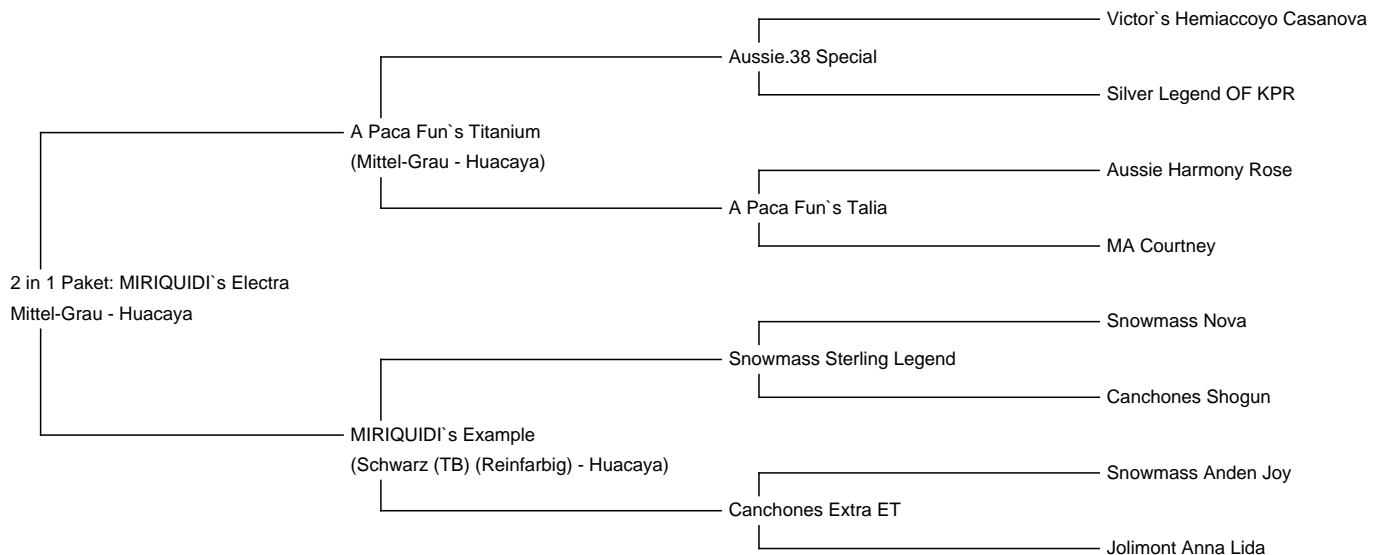 Victor`s Hemiaccoyo Casanova
Aussie.38 Special
Silver Legend OF KPR
A Paca Fun`s Titanium
(Mittel-Grau - Huacaya)
Aussie Harmony Rose
A Paca Fun`s Talia
MA Courtney
2 in 1 Paket: MIRIQUIDI`s Electra
Mittel-Grau - Huacaya
Snowmass Nova
Snowmass Sterling Legend
Canchones Shogun
MIRIQUIDI`s Example
(Schwarz (TB) (Reinfarbig) - Huacaya)
Snowmass Anden Joy
Canchones Extra ET
Jolimont Anna Lida